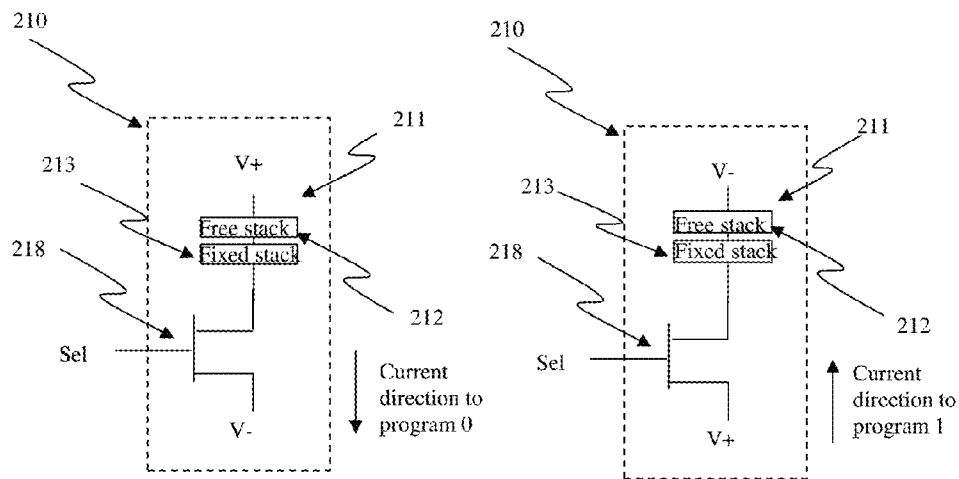 210
211
V+
213
Free stack
Fixed stack
218
212
Sel
Current
direction to
program 0
V-
210
211
V-
213
Free stack
Fixed stack
218
212
Sel
Current
direction to
program 1
V+